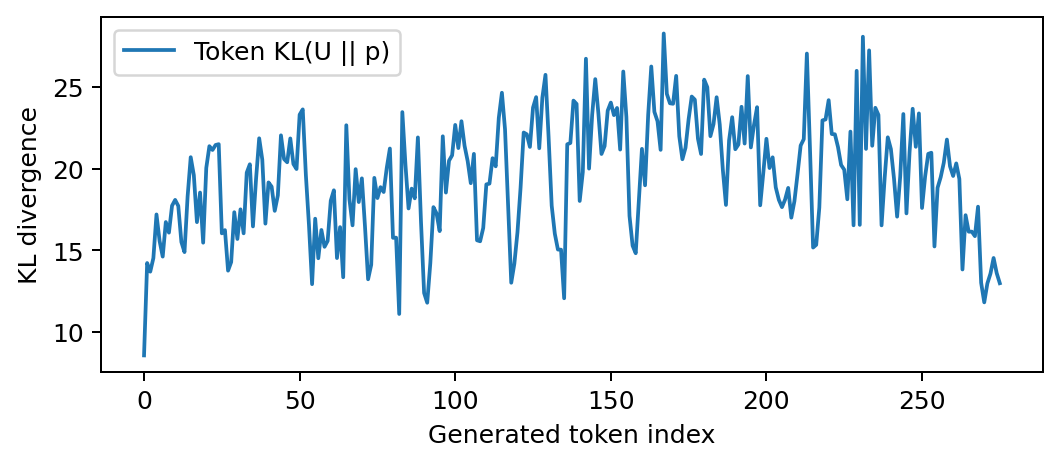 Token KL(U || p)
25
20
15
10
KL divergence
0 50 100 150 200 250
Generated token index